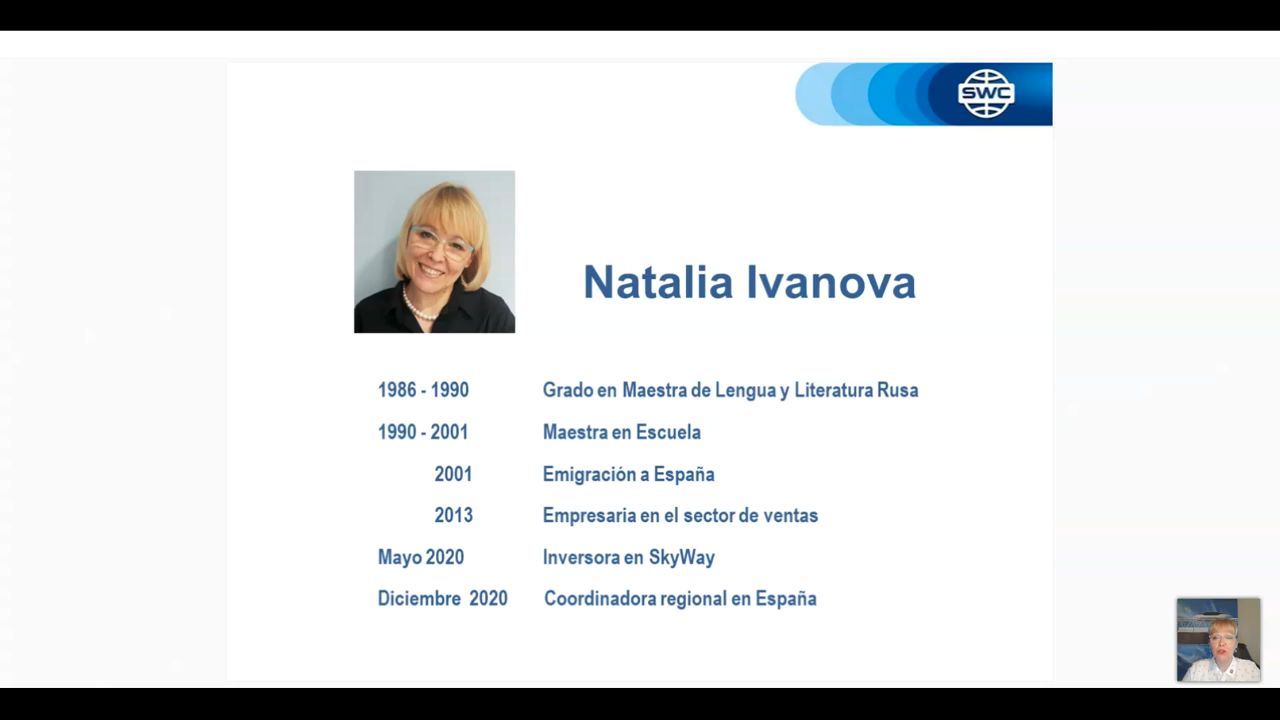 SWC
Natalia Ivanova
1986 - 1990 Grado en Maestra de Lengua y Literatura Rusa
1990 - 2001 Maestra en Escuela
2001 Emigración a España
2013 Empresaria en el sector de ventas
Mayo 2020 Inversora en SkyWay
Diciembre 2020 Coordinadora regional en España